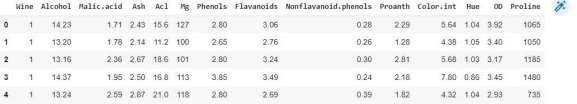 Wine Alcohol Malic.acid Ash Acl Mg Phenols Flavanoids Nonflavanoid.phenols Proanth Color.int Hue OD Proline
0 1 14.23 1.71 2.43 15.6 127 2.80 3.06 0.28 2.29 5.64 1.04 3.92 1065
1 1 13.20 1.78 2.14 11.2 100 2.65 2.76 0.26 1.28 4.38 1.05 3.40 1050
2 1 13.16 2.36 2.67 18.6 101 2.80 3.24 0.30 2.81 5.68 1.03 3.17 1185
3 1 14.37 1.95 2.50 16.8 113 3.85 3.49 0.24 2.18 7.80 0.86 3.45 1480
4 1 13.24 2.59 2.87 21.0 118 2.80 2.69 0.39 1.82 4.32 1.04 2.93 735